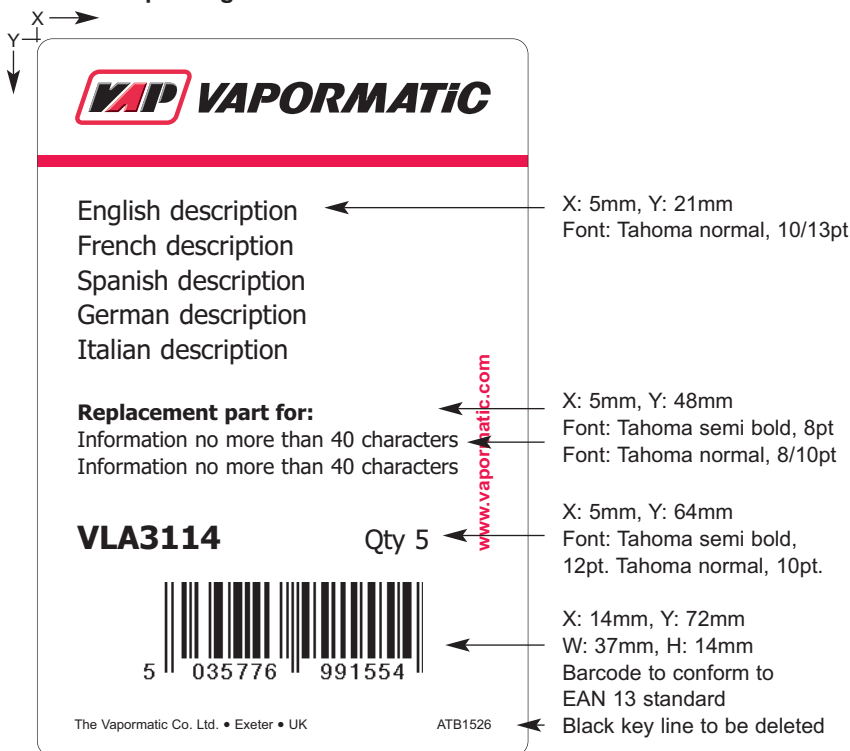 X
Y
VAP VAPORMATiC
English description
French description
Spanish description
German description
Italian description
X: 5mm, Y: 21mm
Font: Tahoma normal, 10/13pt
www.vapormatic.com
Replacement part for:
Information no more than 40 characters
Information no more than 40 characters
X: 5mm, Y: 48mm
Font: Tahoma semi bold, 8pt
Font: Tahoma normal, 8/10pt
VLA3114 Qty 5
X: 5mm, Y: 64mm
Font: Tahoma semi bold,
12pt. Tahoma normal, 10pt.
5 035776 991554
X: 14mm, Y: 72mm
W: 37mm, H: 14mm
Barcode to conform to
EAN 13 standard
The Vapormatic Co. Ltd. • Exeter • UK ATB1526
Black key line to be deleted